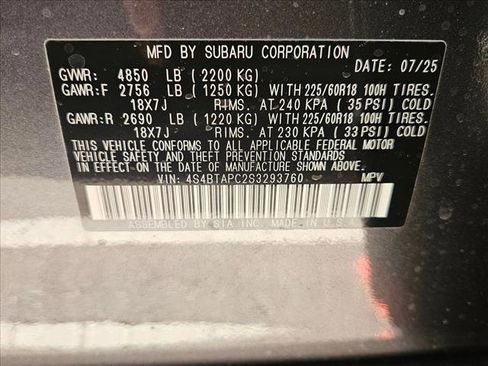 MFD BY SUBARU CORPORATION
DATE: 07/25
GVWR: 4850 LB (2200 KG)
GAWR:F 2756 LB (1250 KG) WITH 225/60R18 100H TIRES.
18X7J RIMS. AT 240 KPA (35 PSI) COLD
GAWR:R 2690 LB (1220 KG) WITH 225/60R18 100H TIRES.
18X7J RIMS. AT 230 KPA (33 PSI) COLD
THIS VEHICLE CONFORMS TO ALL APPLICABLE FEDERAL MOTOR
VEHICLE SAFETY AND THEFT PREVENTION STANDARDS IN
EFFECT ON THE DATE OF MANUFACTURE SHOWN ABOVE.
VIN: 4S4BTAPC2S3293760 MPV
ASSEMBLED BY SIA INC. MADE IN U.S.A.